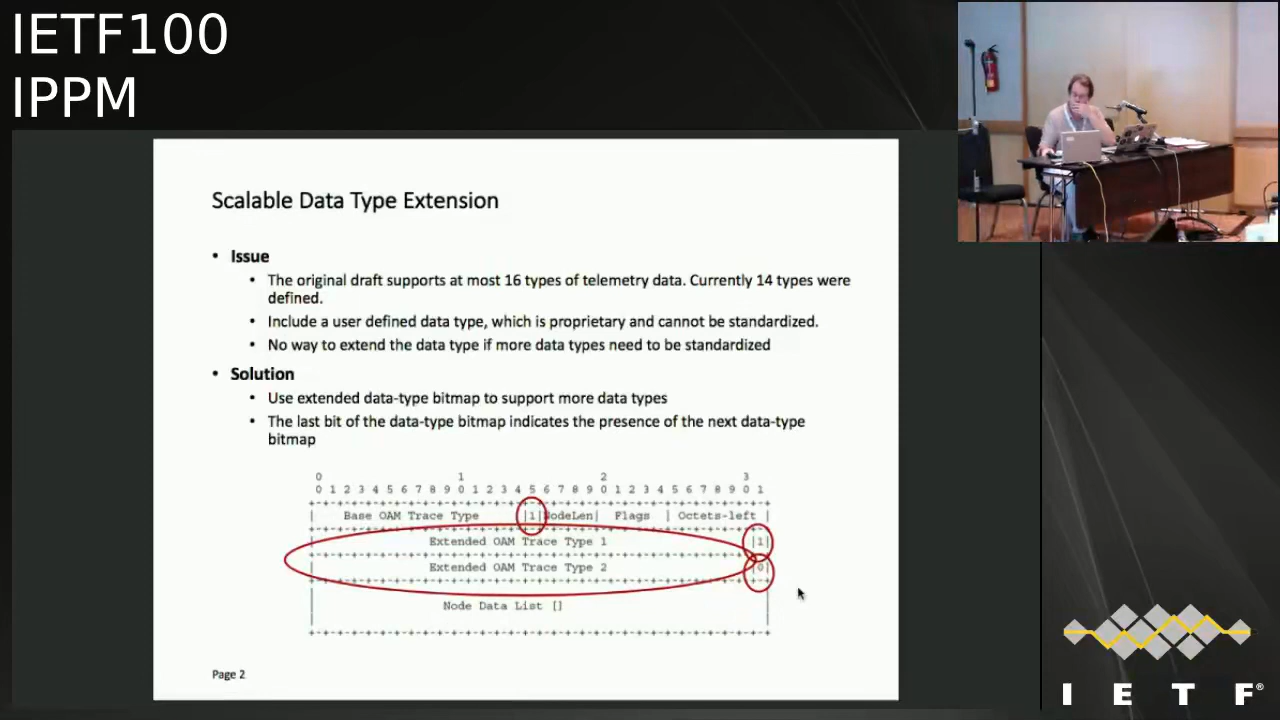 IETF100
IPPM
Scalable Data Type Extension
• Issue
• The original draft supports at most 16 types of telemetry data. Currently 14 types were
defined.
• Include a user defined data type, which is proprietary and cannot be standardized.
• No way to extend the data type if more data types need to be standardized
• Solution
• Use extended data-type bitmap to support more data types
• The last bit of the data-type bitmap indicates the presence of the next data-type
bitmap
0 1 2 3
0 1 2 3 4 5 6 7 8 9 0 1 2 3 4 5 6 7 8 9 0 1 2 3 4 5 6 7 8 9 0 1
+-+-+-+-+-+-+-+-+-+-+-+-+-+-+-+-+-+-+-+-+-+-+-+-+-+-+-+-+-+-+-+-+
| Base OAM Trace Type |1|NodeLen| Flags | Octets-left |
+-+-+-+-+-+-+-+-+-+-+-+-+-+-+-+-+-+-+-+-+-+-+-+-+-+-+-+-+-+-+-+-+
| Extended OAM Trace Type 1 |1|
+-+-+-+-+-+-+-+-+-+-+-+-+-+-+-+-+-+-+-+-+-+-+-+-+-+-+-+-+-+-+-+-+
| Extended OAM Trace Type 2 |0|
+-+-+-+-+-+-+-+-+-+-+-+-+-+-+-+-+-+-+-+-+-+-+-+-+-+-+-+-+-+-+-+-+
| Node Data List [] |
+-+-+-+-+-+-+-+-+-+-+-+-+-+-+-+-+-+-+-+-+-+-+-+-+-+-+-+-+-+-+-+-+
Page 2
I E T F®